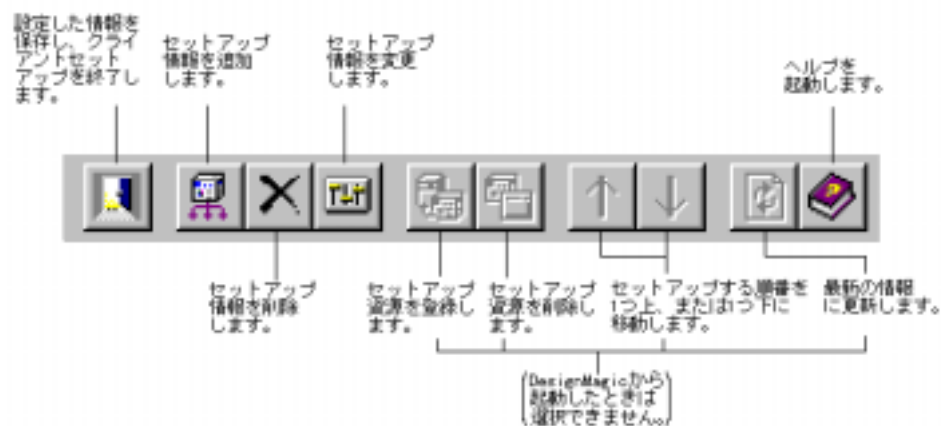 設定した情報を
保存し、クライ
アントセット
アップを終了し
ます。
セットアップ
情報を追加
します。
セットアップ
情報を変更
します。
ヘルプを
起動します。
セットアップ
情報を削除
します。
セットアップ
資源を登録し
ます。
セットアップ
資源を削除し
ます。
セットアップする順番を
1つ上、または1つ下に
移動します。
最新の情報
に更新します。
(DesignMagicから
起動したときは
選択できません。)